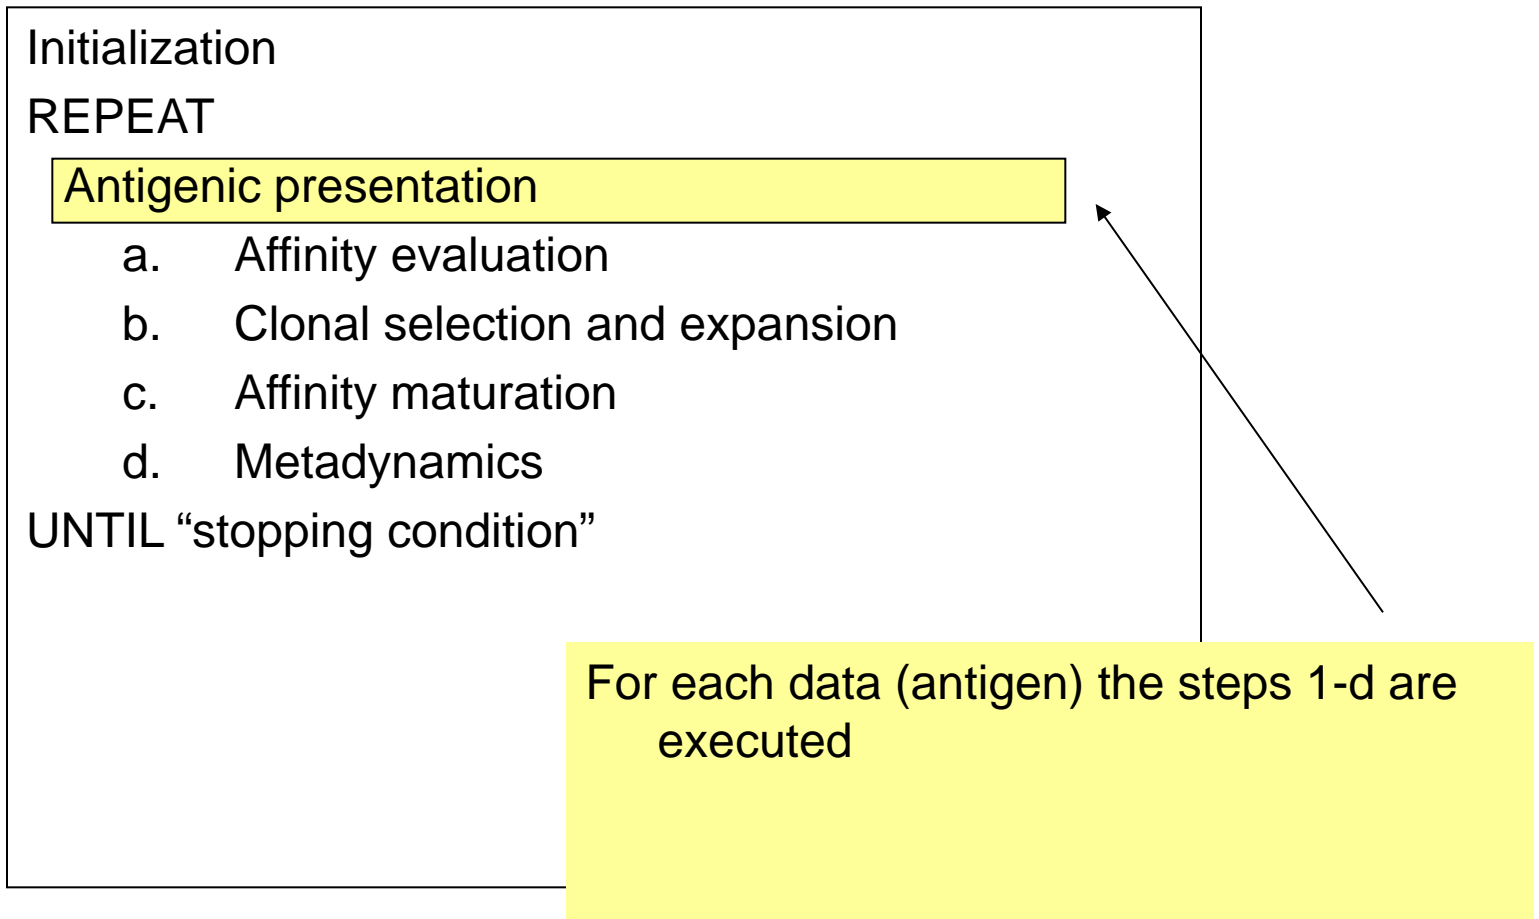 Initialization
REPEAT
Antigenic presentation
a. Affinity evaluation
b. Clonal selection and expansion
c. Affinity maturation
d. Metadynamics
UNTIL “stopping condition”
For each data (antigen) the steps 1-d are
executed